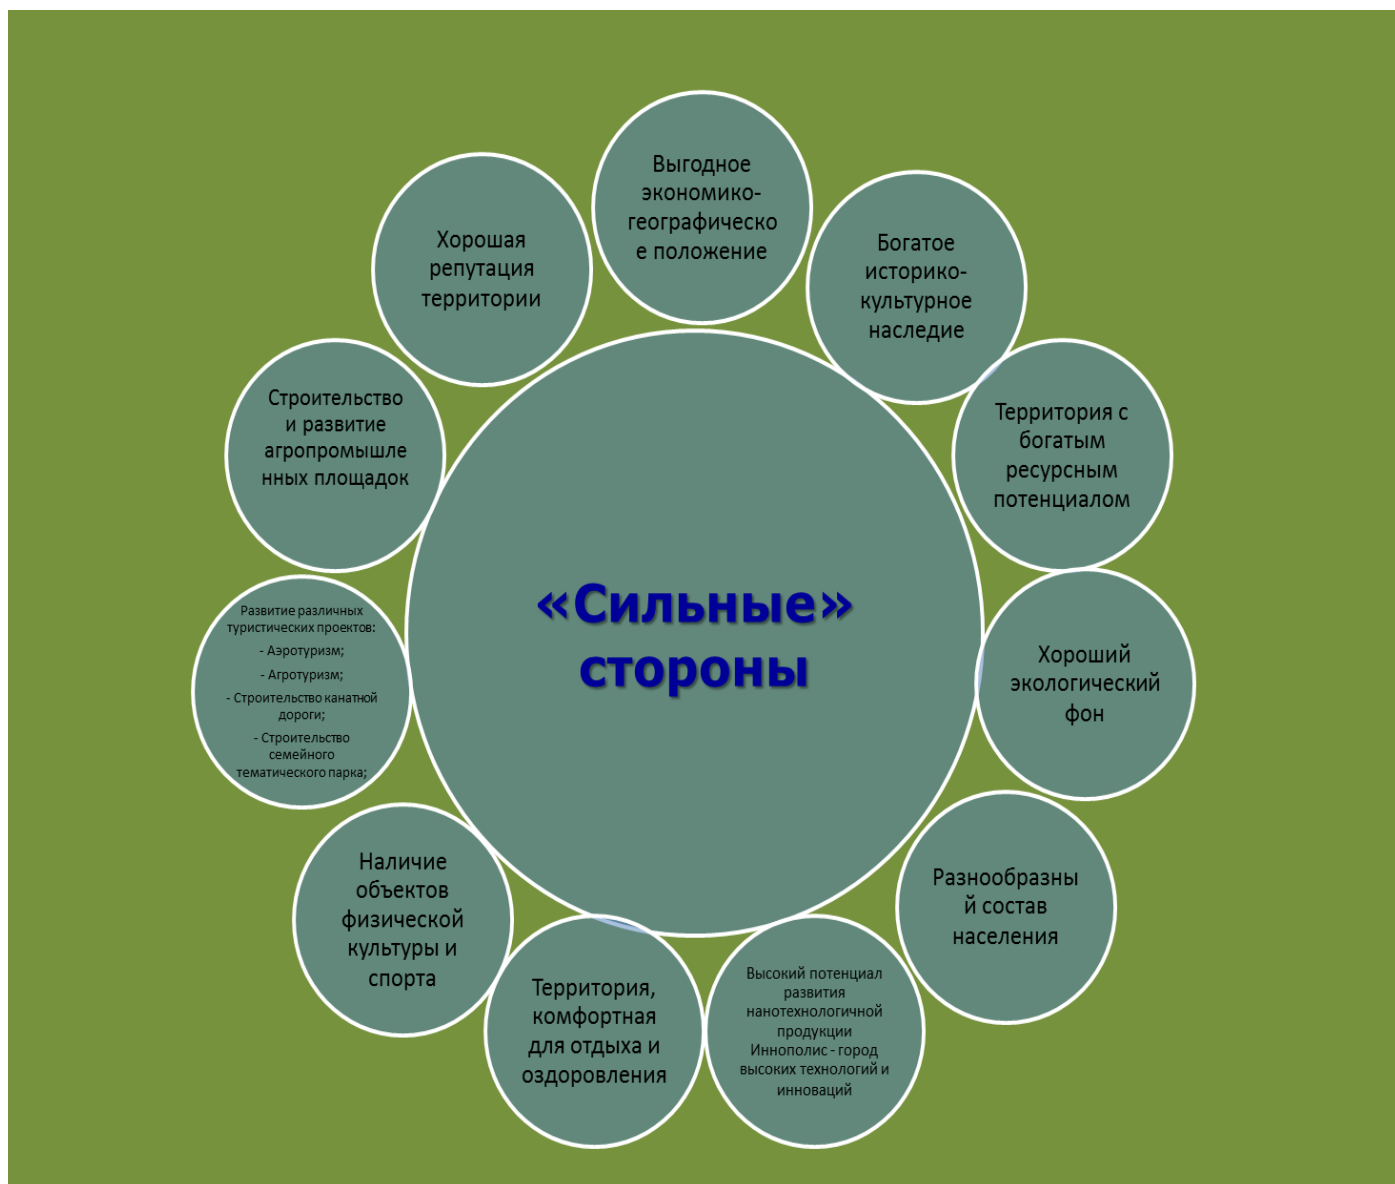 Выгодное
экономико-
географическо
е положение
Богатое
историко-
культурное
наследие
Территория с
богатым
ресурсным
потенциалом
Хороший
экологический
фон
Разнообразны
й состав
населения
Высокий потенциал
развития
нанотехнологичной
продукции
Иннополис - город
высоких технологий и
инноваций
Территория,
комфортная
для отдыха и
оздоровления
Наличие
объектов
физической
культуры и
спорта
Развитие различных
туристических проектов:
- Аэротуризм;
- Агротуризм;
- Строительство канатной
дороги;
- Строительство
семейного
тематического парка;
Строительство
и развитие
агропромышле
нных площадок
Хорошая
репутация
территории
«Сильные»
стороны